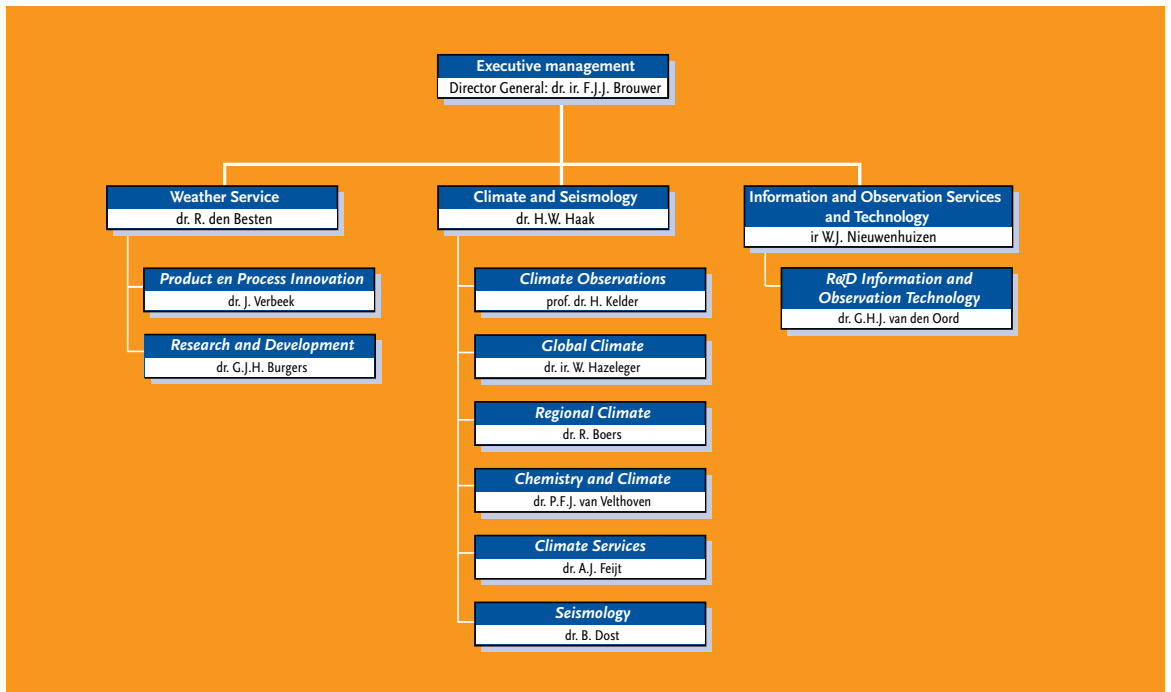 Executive management
Director General: dr. ir. F.J.J. Brouwer
Weather Service
dr. R. den Besten
Product en Process Innovation
dr. J. Verbeek
Research and Development
dr. G.J.H. Burgers
Climate and Seismology
dr. H.W. Haak
Climate Observations
prof. dr. H. Kelder
Global Climate
dr. ir. W. Hazeleger
Regional Climate
dr. R. Boers
Chemistry and Climate
dr. P.F.J. van Velthoven
Climate Services
dr. A.J. Feijt
Seismology
dr. B. Dost
Information and Observation Services
and Technology
ir W.J. Nieuwenhuizen
R&D Information and
Observation Technology
dr. G.H.J. van den Oord